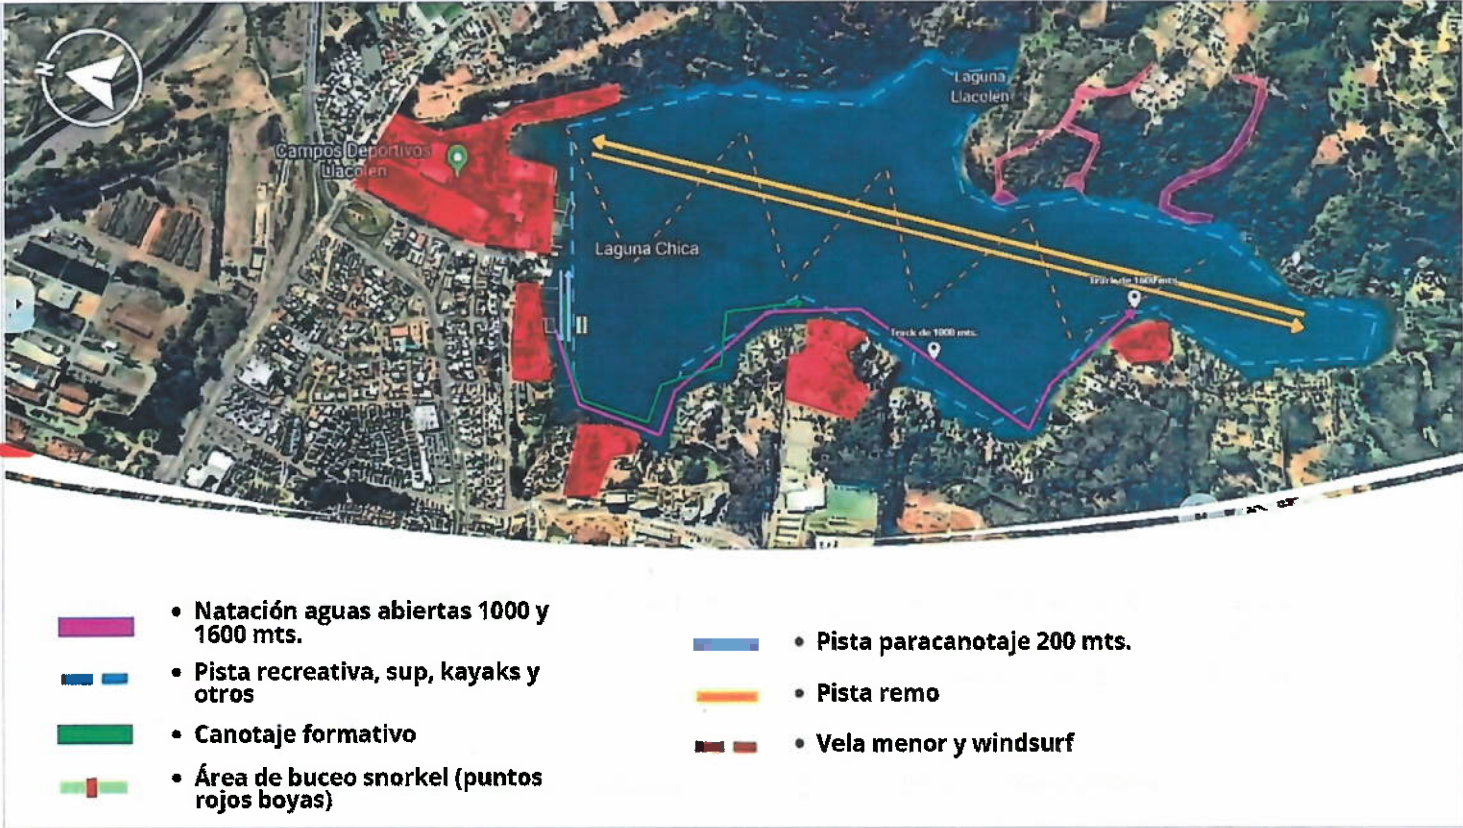 N
Laguna
Llacolén
Campos Deportivos
Llacolén
Laguna Chica
Track de 1600 mts.
Track de 1000 mts.
• Natación aguas abiertas 1000 y
1600 mts.
• Pista recreativa, sup, kayaks y
otros
• Canotaje formativo
• Área de buceo snorkel (puntos
rojos boyas)
• Pista paracanotaje 200 mts.
• Pista remo
• Vela menor y windsurf